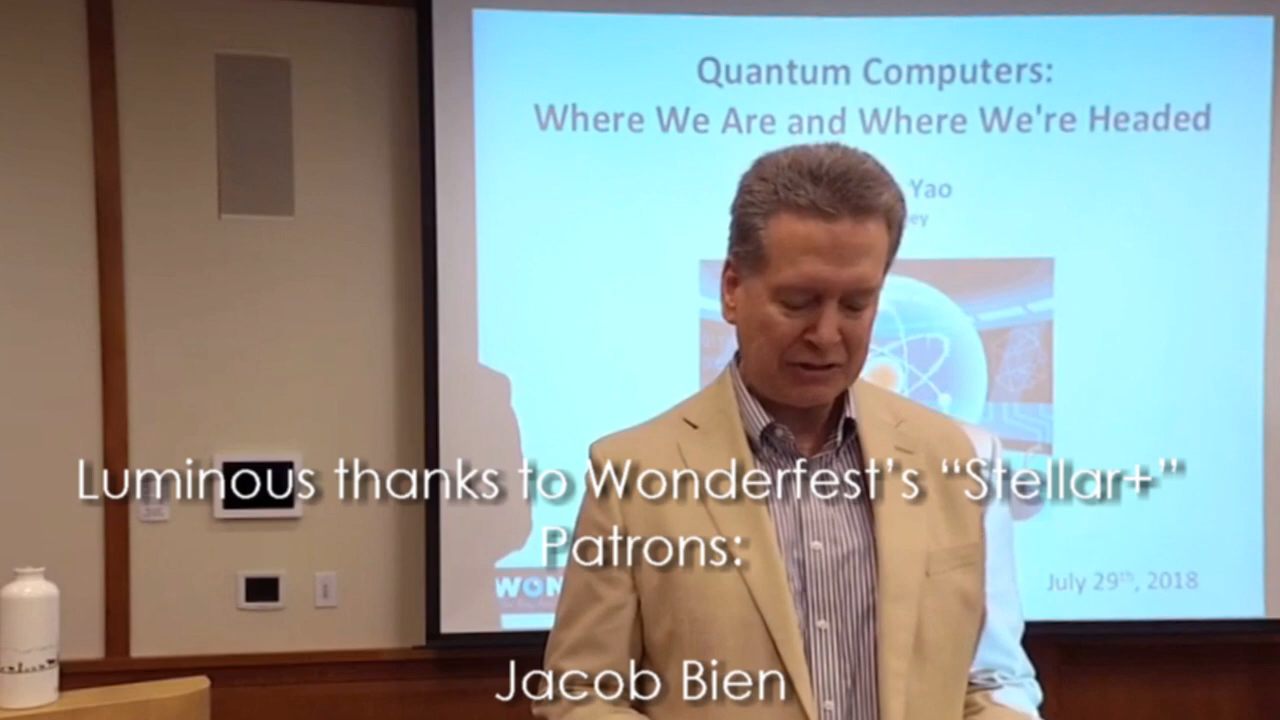 Quantum Computers:
Where We Are and Where We're Headed
Yao
Luminous thanks to Wonderfest’s “Stellar+”
Patrons:
July 29th, 2018
Jacob Bien